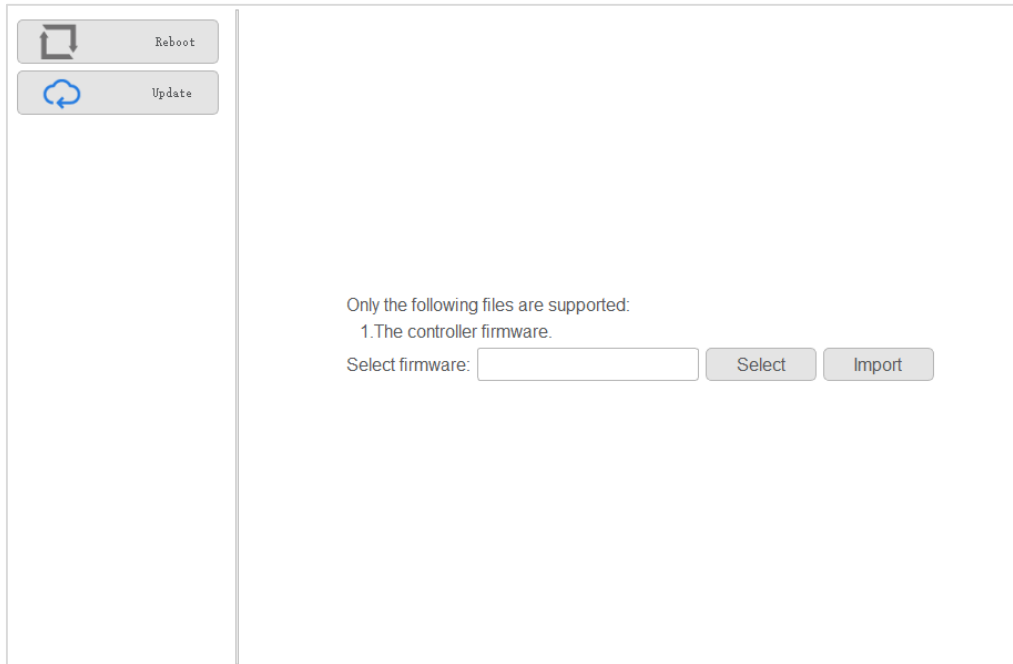 Reboot
Update
Only the following files are supported:
1.The controller firmware.
Select firmware: Select Import